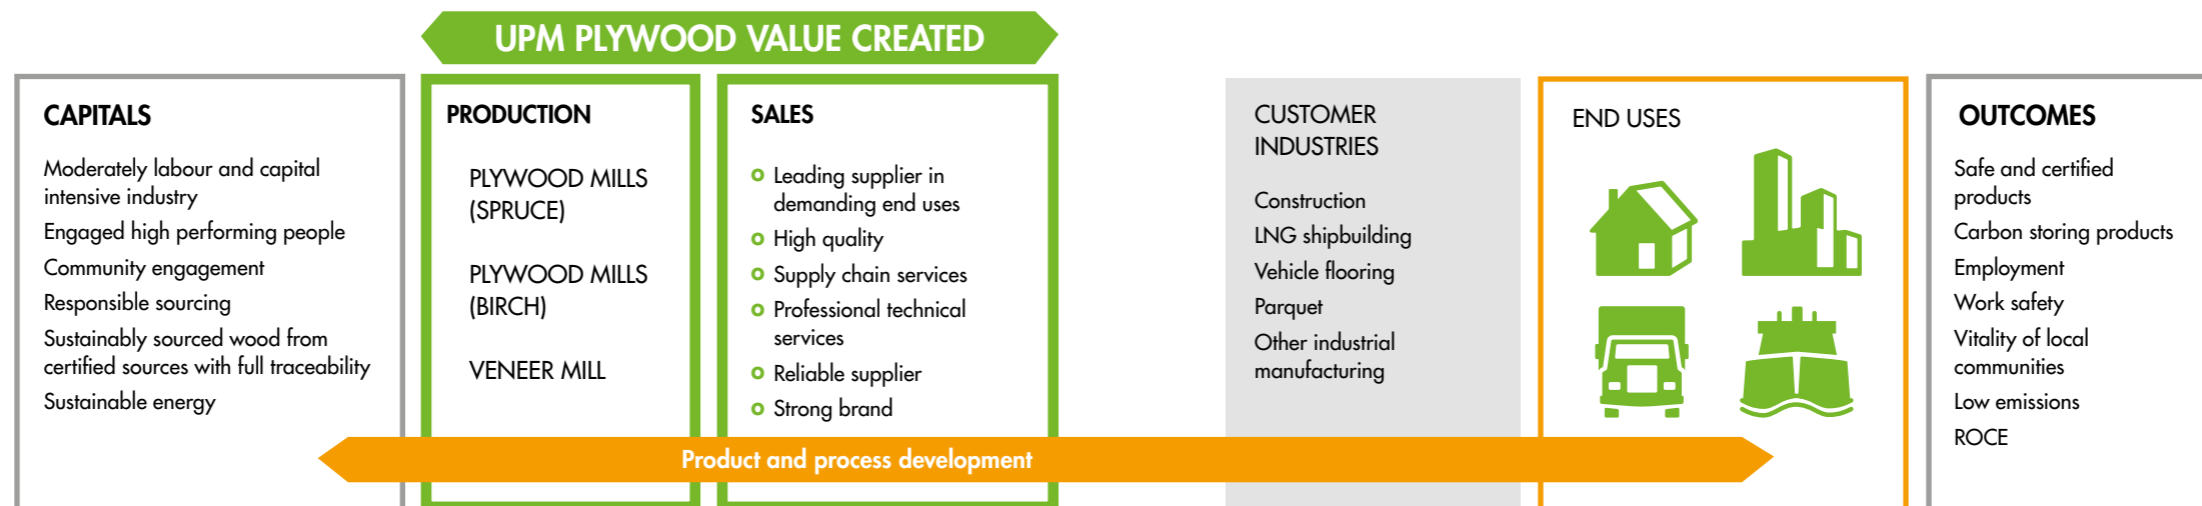 UPM PLYWOOD VALUE CREATED
CAPITALS
Moderately labour and capital
intensive industry
Engaged high performing people
Community engagement
Responsible sourcing
Sustainably sourced wood from
certified sources with full traceability
Sustainable energy
PRODUCTION
PLYWOOD MILLS
(SPRUCE)
PLYWOOD MILLS
(BIRCH)
VENEER MILL
SALES
Leading supplier in
demanding end uses
High quality
Supply chain services
Professional technical
services
Reliable supplier
Strong brand
CUSTOMER
INDUSTRIES
Construction
LNG shipbuilding
Vehicle flooring
Parquet
Other industrial
manufacturing
END USES
OUTCOMES
Safe and certified
products
Carbon storing products
Employment
Work safety
Vitality of local
communities
Low emissions
ROCE
Product and process development